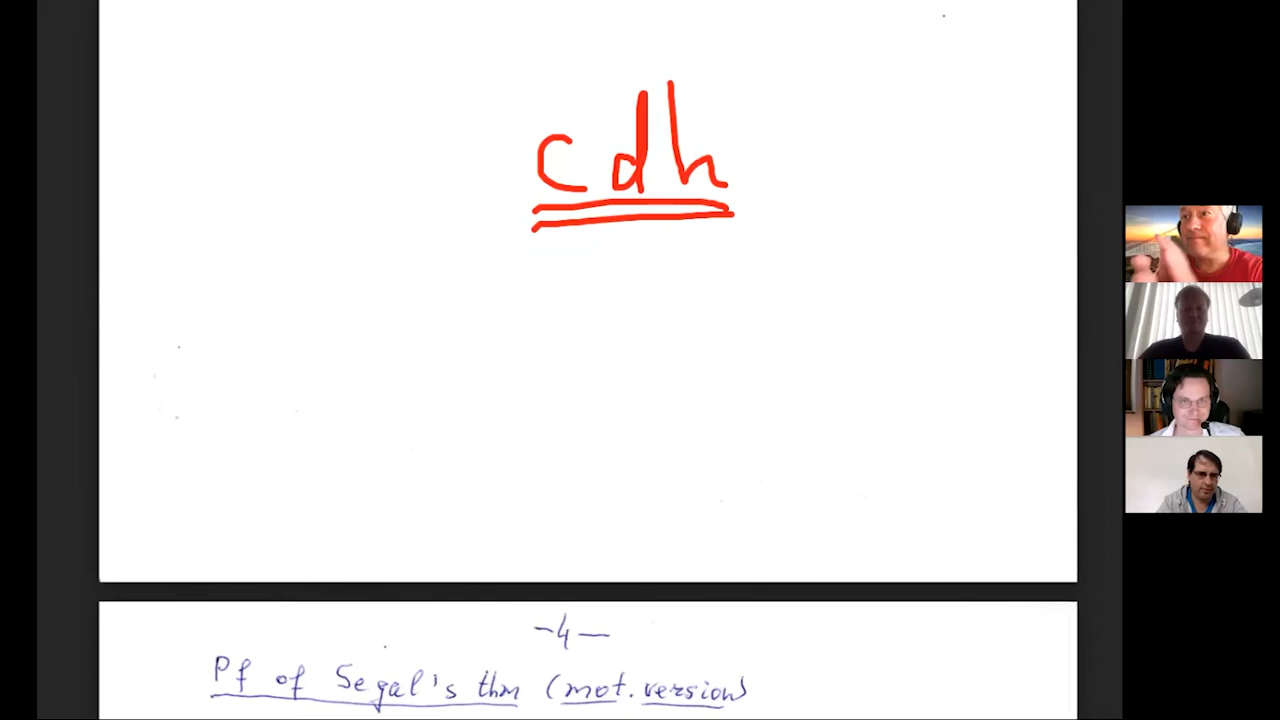 cdh
-4-
Pf of Segal's thm (mot. version)